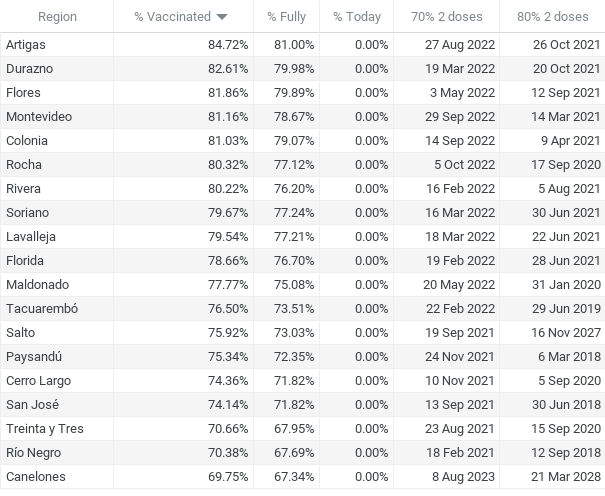 Region % Vaccinated % Fully % Today 70% 2 doses 80% 2 doses
Artigas 84.72% 81.00% 0.00% 27 Aug 2022 26 Oct 2021
Durazno 82.61% 79.98% 0.00% 19 Mar 2022 20 Oct 2021
Flores 81.86% 79.89% 0.00% 3 May 2022 12 Sep 2021
Montevideo 81.16% 78.67% 0.00% 29 Sep 2022 14 Mar 2021
Colonia 81.03% 79.07% 0.00% 14 Sep 2022 9 Apr 2021
Rocha 80.32% 77.12% 0.00% 5 Oct 2022 17 Sep 2020
Rivera 80.22% 76.20% 0.00% 16 Feb 2022 5 Aug 2021
Soriano 79.67% 77.24% 0.00% 16 Mar 2022 30 Jun 2021
Lavalleja 79.54% 77.21% 0.00% 18 Mar 2022 22 Jun 2021
Florida 78.66% 76.70% 0.00% 19 Feb 2022 28 Jun 2021
Maldonado 77.77% 75.08% 0.00% 20 May 2022 31 Jan 2020
Tacuarembó 76.50% 73.51% 0.00% 22 Feb 2022 29 Jun 2019
Salto 75.92% 73.03% 0.00% 19 Sep 2021 16 Nov 2027
Paysandú 75.34% 72.35% 0.00% 24 Nov 2021 6 Mar 2018
Cerro Largo 74.36% 71.82% 0.00% 10 Nov 2021 5 Sep 2020
San José 74.14% 71.82% 0.00% 13 Sep 2021 30 Jun 2018
Treinta y Tres 70.66% 67.95% 0.00% 23 Aug 2021 15 Sep 2020
Río Negro 70.38% 67.69% 0.00% 18 Feb 2021 12 Sep 2018
Canelones 69.75% 67.34% 0.00% 8 Aug 2023 21 Mar 2028